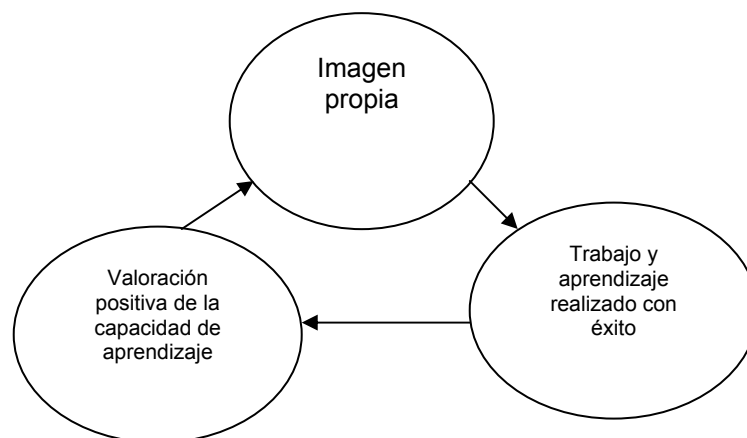 Imagen
propia
Trabajo y
aprendizaje
realizado con
éxito
Valoración
positiva de la
capacidad de
aprendizaje